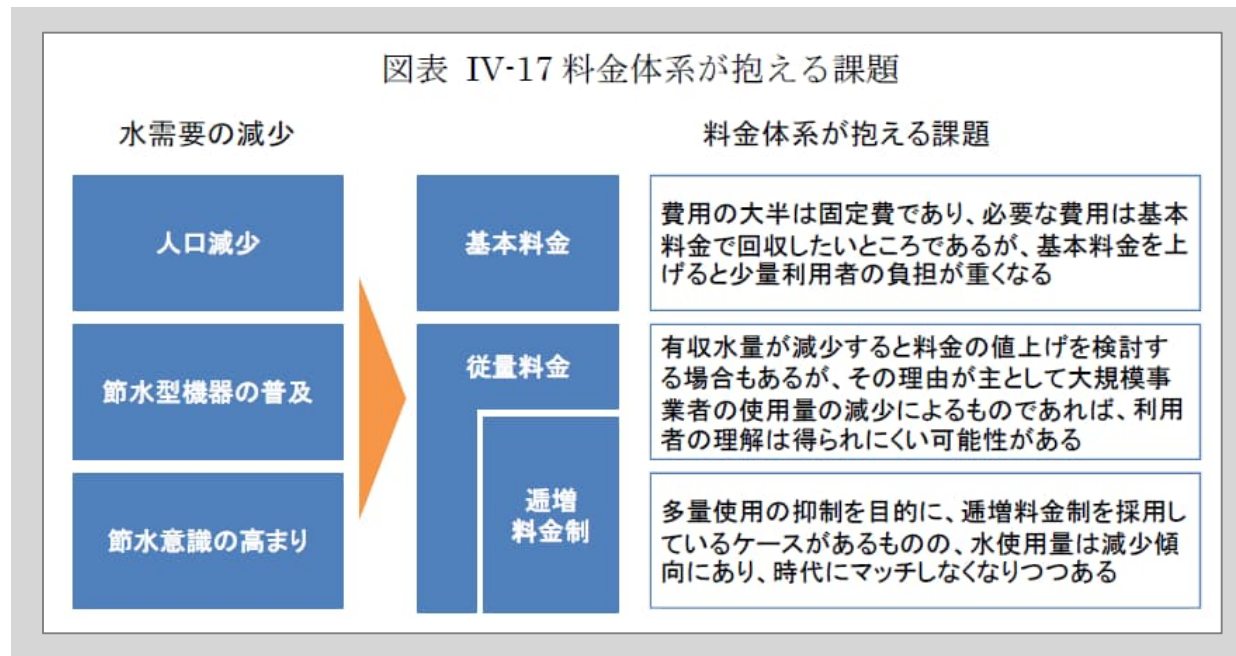 図表 IV-17 料金体系が抱える課題
水需要の減少
料金体系が抱える課題
人口減少
節水型機器の普及
節水意識の高まり
基本料金
費用の大半は固定費であり、必要な費用は基本
料金で回収したいところであるが、基本料金を上
げると少量利用者の負担が重くなる
従量料金
有収水量が減少すると料金の値上げを検討す
る場合もあるが、その理由が主として大規模事
業者の使用量の減少によるものであれば、利用
者の理解は得られにくい可能性がある
逓増
料金制
多量使用の抑制を目的に、逓増料金制を採用し
ているケースがあるものの、水使用量は減少傾
向にあり、時代にマッチしなくなりつつある